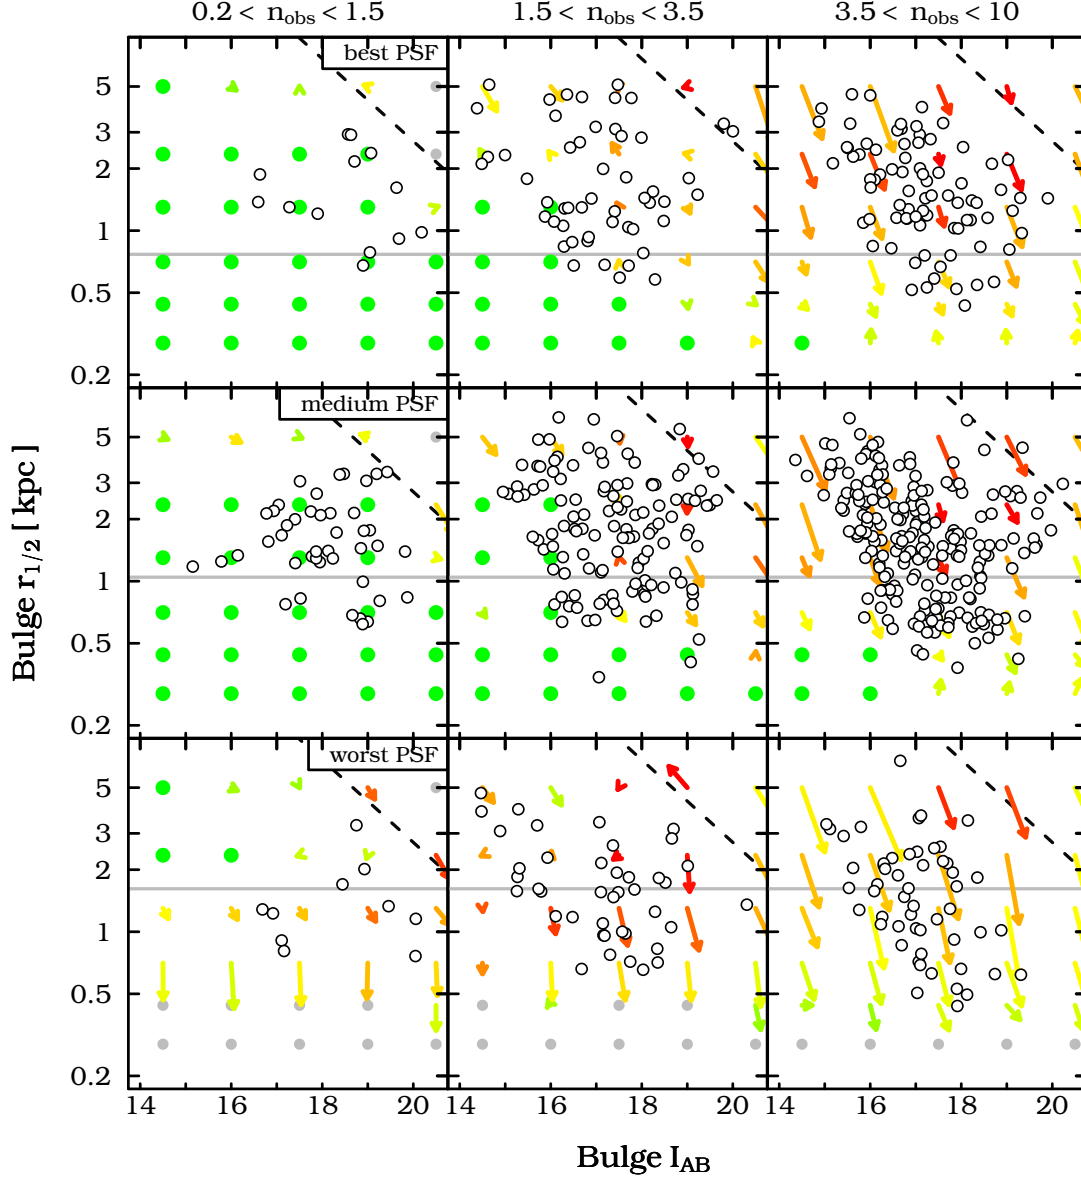 0.2 < n_obs < 1.5
1.5 < n_obs < 3.5
3.5 < n_obs < 10
best PSF
5
3
2
1
0.5
0.2
medium PSF
5
3
2
1
0.5
0.2
worst PSF
5
3
2
1
0.5
0.2
Bulge r_1/2 [ kpc ]
14 16 18 20 14 16 18 20 14 16 18 20
Bulge I_AB